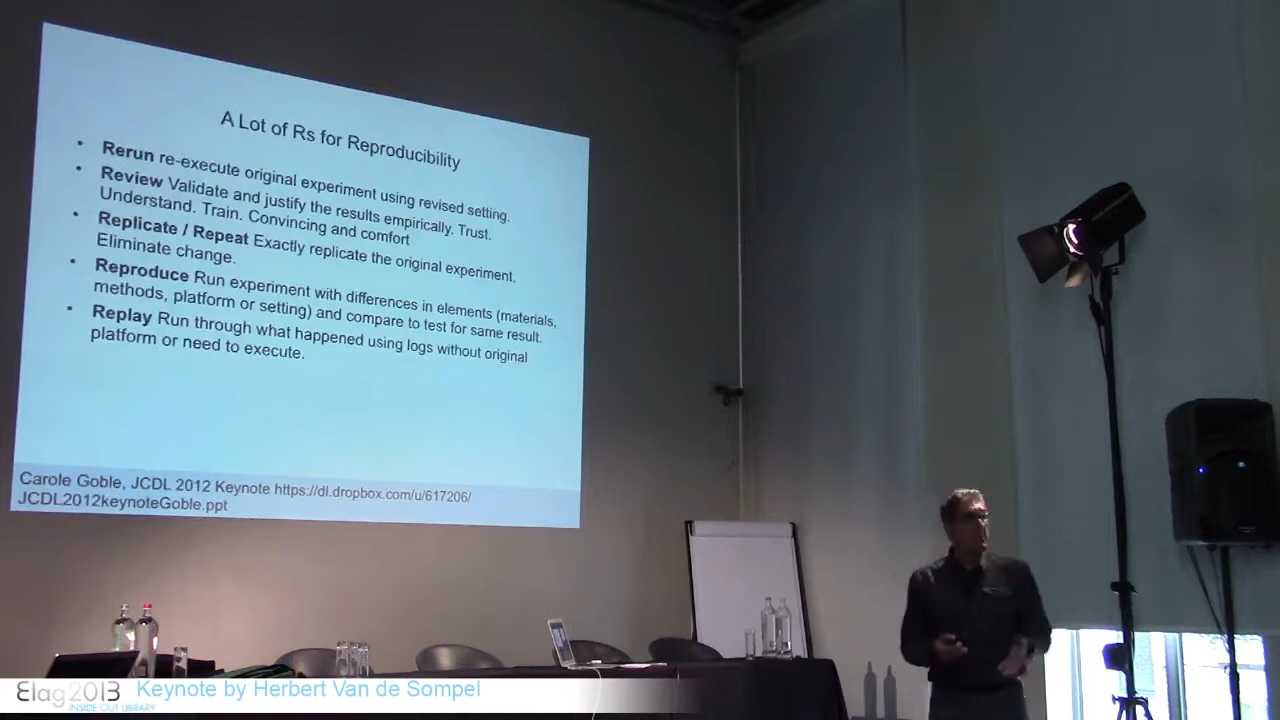 A Lot of Rs for Reproducibility
• Rerun re-execute original experiment using revised setting.
• Review Validate and justify the results empirically. Trust.
Understand. Train. Convincing and comfort
• Replicate / Repeat Exactly replicate the original experiment.
Eliminate change.
• Reproduce Run experiment with differences in elements (materials,
methods, platform or setting) and compare to test for same result.
• Replay Run through what happened using logs without original
platform or need to execute.
Carole Goble, JCDL 2012 Keynote https://dl.dropbox.com/u/617206/
JCDL2012keynoteGoble.ppt
Elag2013 Keynote by Herbert Van de Sompel
INSIDE OUT LIBRARY